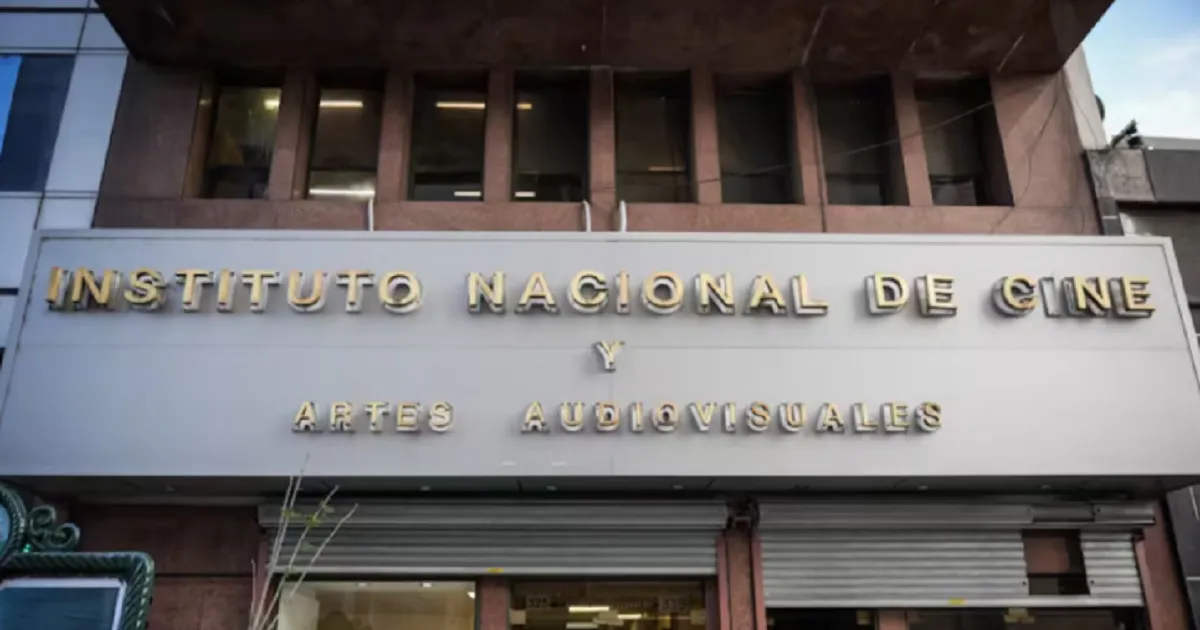 INSTITUTO NACIONAL DE CINE
Y
ARTES AUDIOVISUALES